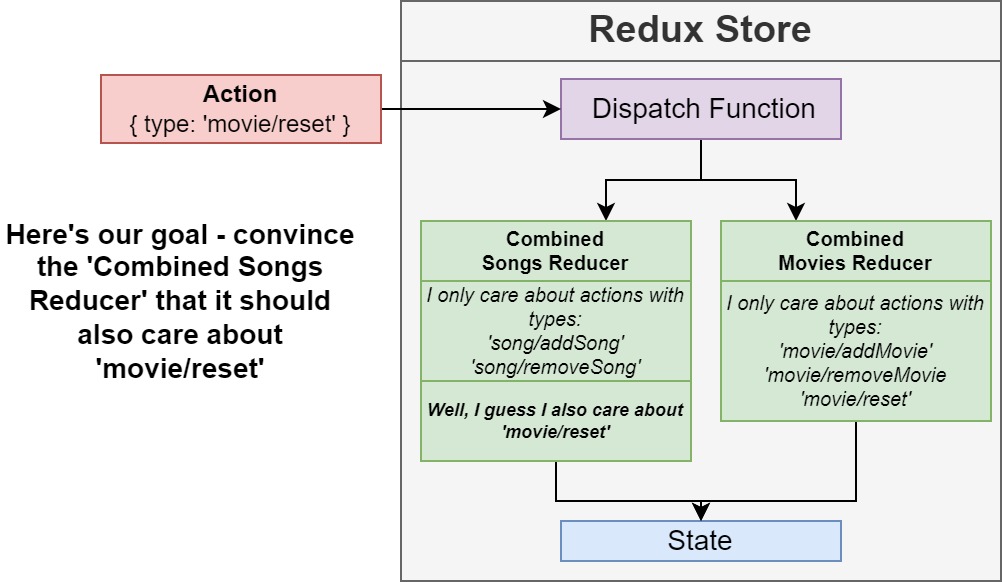 Redux Store
Action
{ type: 'movie/reset' }
Dispatch Function
Here's our goal - convince
the 'Combined Songs
Reducer' that it should
also care about
'movie/reset'
Combined
Songs Reducer
I only care about actions with
types:
'song/addSong'
'song/removeSong'
Well, I guess I also care about
'movie/reset'
Combined
Movies Reducer
I only care about actions with
types:
'movie/addMovie'
'movie/removeMovie
'movie/reset'
State